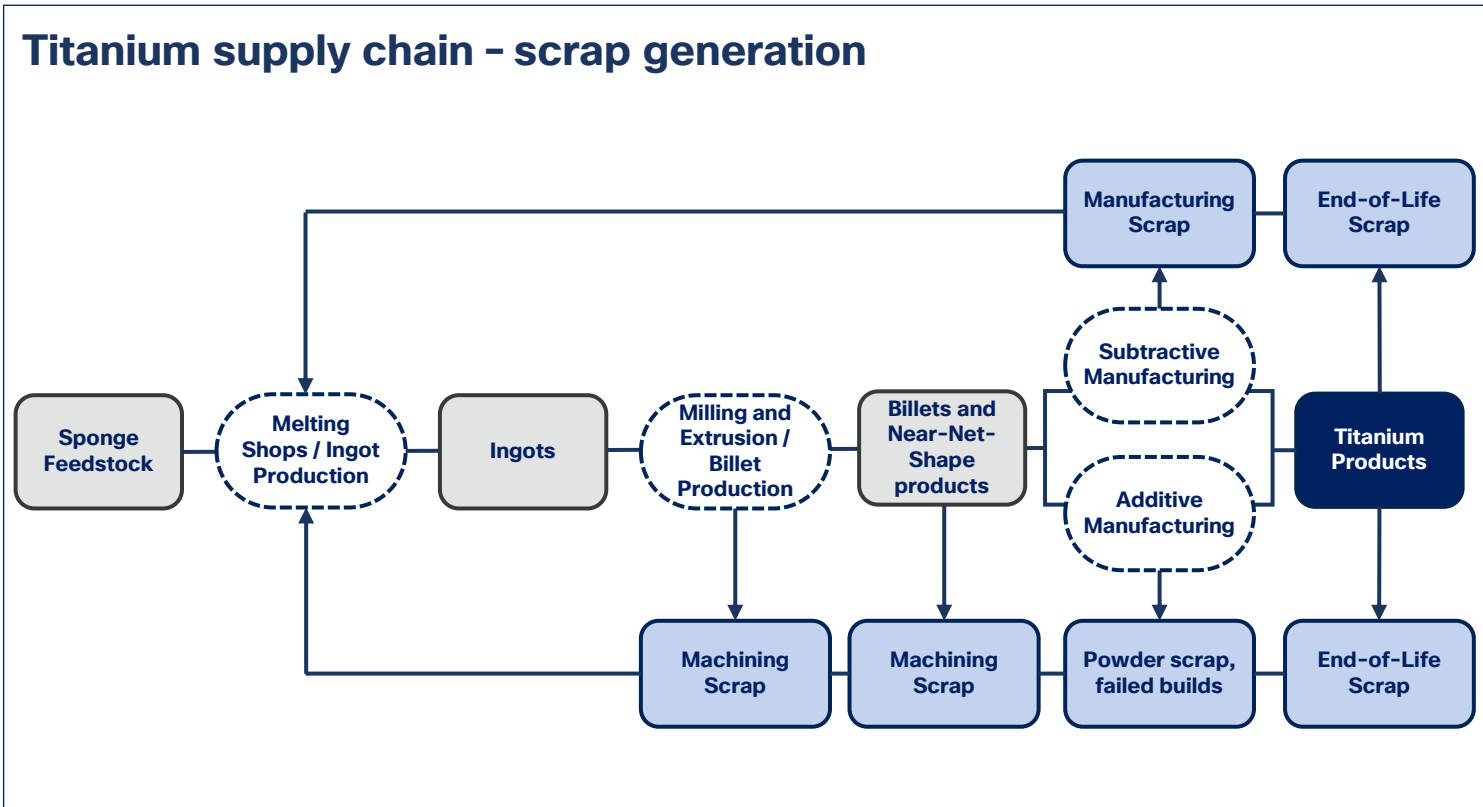 Titanium supply chain – scrap generation
Manufacturing
Scrap
End-of-Life
Scrap
Subtractive
Manufacturing
Sponge
Feedstock
Melting
Shops / Ingot
Production
Ingots
Milling and
Extrusion /
Billet
Production
Billets and
Near-Net-
Shape
products
Titanium
Products
Additive
Manufacturing
Machining
Scrap
Machining
Scrap
Powder scrap,
failed builds
End-of-Life
Scrap